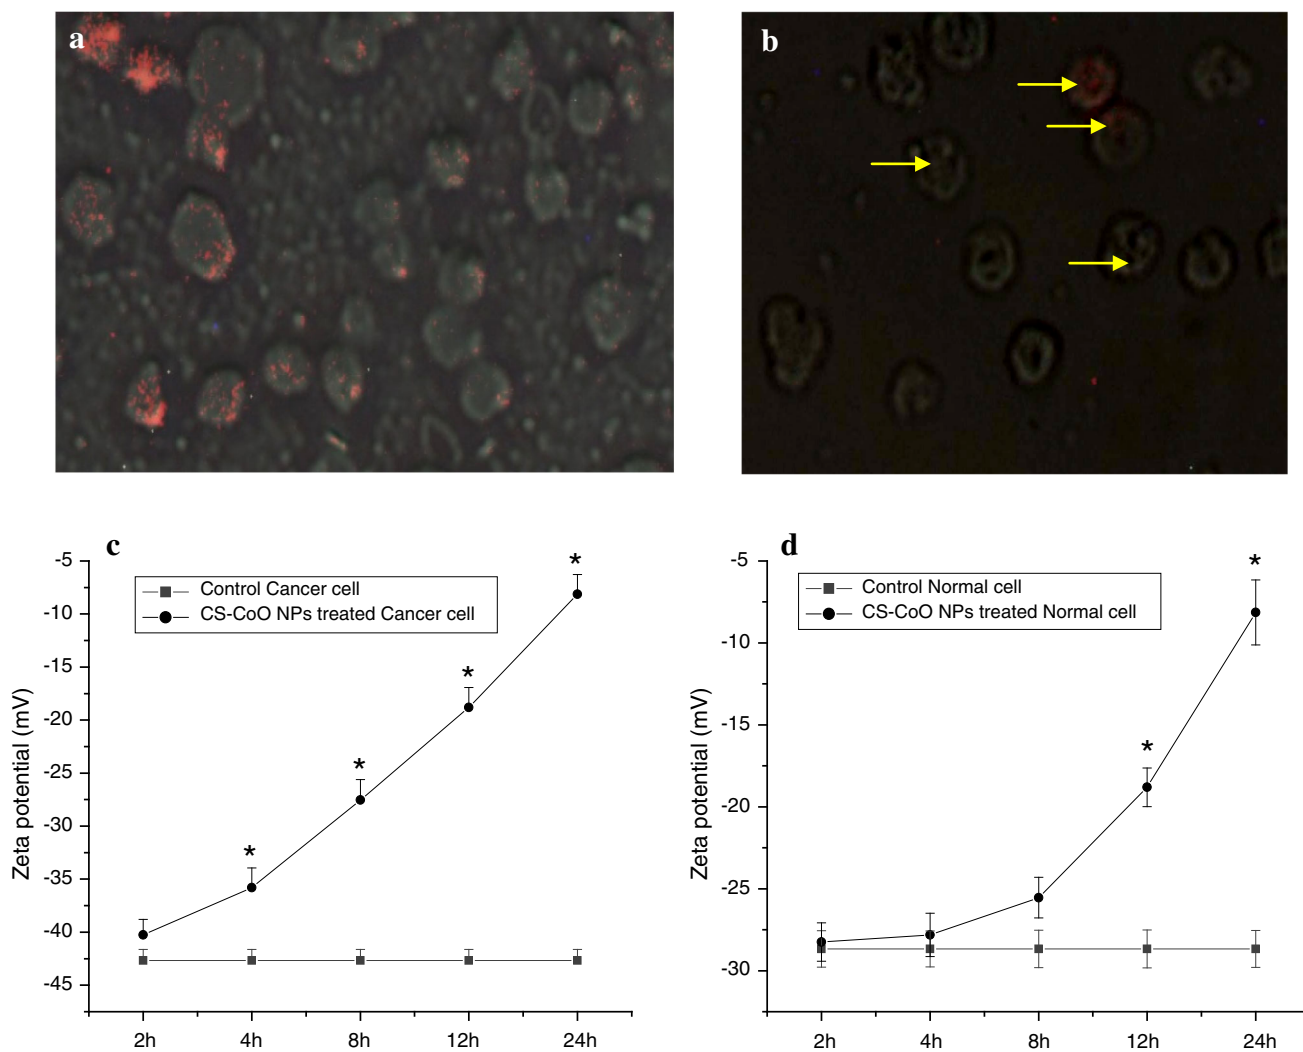 a
b
c
*
-5
-10
-15
-20
-25
-30
-35
-40
-45
Zeta potential (mV)
Control Cancer cell
CS-CoO NPs treated Cancer cell
*
*
*
2h
4h
8h
12h
24h
d
*
-5
-10
-15
-20
-25
-30
Zeta potential (mV)
Control Normal cell
CS-CoO NPs treated Normal cell
*
2h
4h
8h
12h
24h